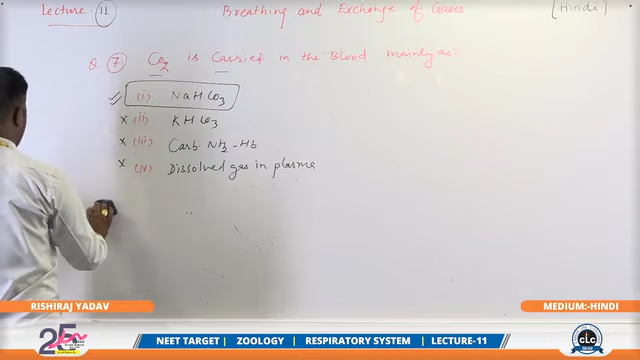 Lecture - 11 Breathing and Exchange of Gases [Hindi]
Q. 7 CO2 is Carried in the Blood mainly as:-
(i) NaHCO3
× (ii) KHCO3
× (iii) Carb. NH2 - Hb
× (iv) Dissolved gas in plasma
RISHIRAJ YADAV MEDIUM:-HINDI
25 NEET TARGET | ZOOLOGY | RESPIRATORY SYSTEM | LECTURE-11 CLC